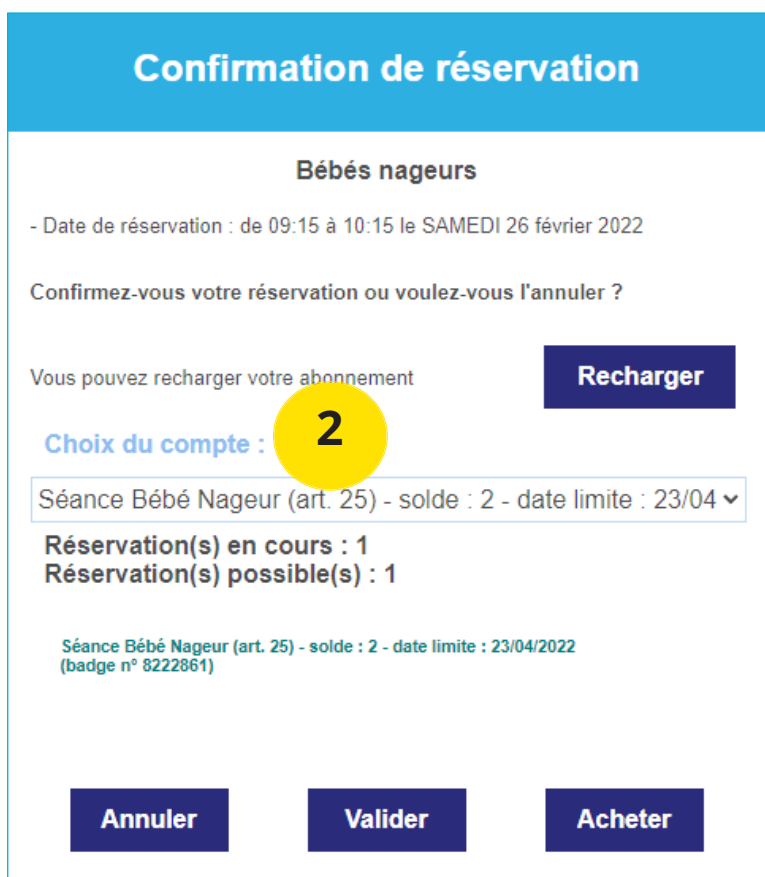 Confirmation de réservation
Bébés nageurs
- Date de réservation : de 09:15 à 10:15 le SAMEDI 26 février 2022
Confirmez-vous votre réservation ou voulez-vous l'annuler ?
Vous pouvez recharger votre abonnement
Recharger
Choix du compte :
2
Séance Bébé Nageur (art. 25) - solde : 2 - date limite : 23/04
Réservation(s) en cours : 1
Réservation(s) possible(s) : 1
Séance Bébé Nageur (art. 25) - solde : 2 - date limite : 23/04/2022
(badge nº 8222861)
Annuler
Valider
Acheter